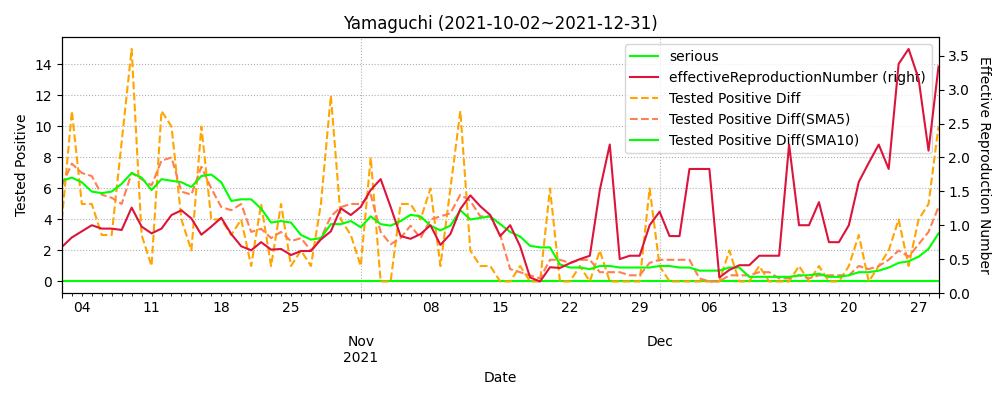 Yamaguchi (2021-10-02~2021-12-31)
serious
effectiveReproductionNumber (right)
Tested Positive Diff
Tested Positive Diff(SMA5)
Tested Positive Diff(SMA10)
Tested Positive
14
12
10
8
6
4
2
0
3.5
3.0
2.5
2.0
1.5
1.0
0.5
0.0
Effective Reproduction Number
04 11 18 25 08 15 22 29 06 13 20 27
Nov Dec
2021
Date